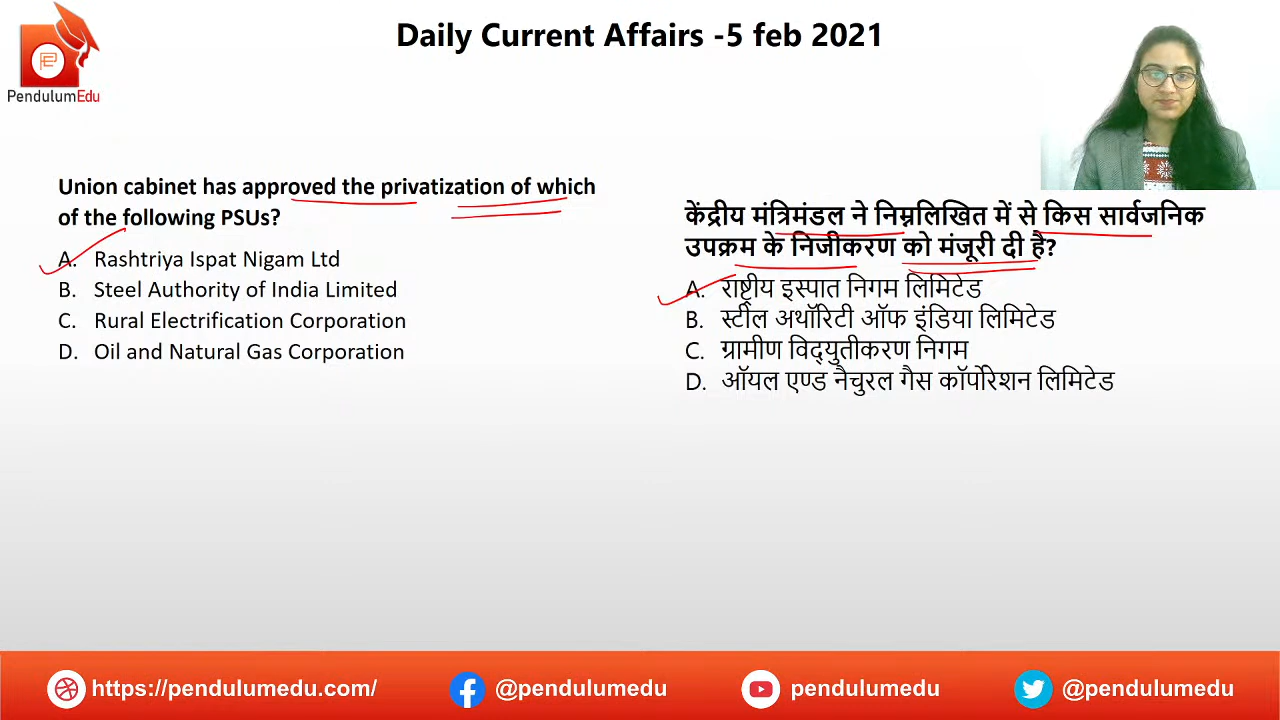 Daily Current Affairs -5 feb 2021
PendulumEdu
Union cabinet has approved the privatization of which
of the following PSUs?
A. Rashtriya Ispat Nigam Ltd
B. Steel Authority of India Limited
C. Rural Electrification Corporation
D. Oil and Natural Gas Corporation
केंद्रीय मंत्रिमंडल ने निम्नलिखित में से किस सार्वजनिक
उपक्रम के निजीकरण को मंजूरी दी है?
A. राष्ट्रीय इस्पात निगम लिमिटेड
B. स्टील अथॉरिटी ऑफ इंडिया लिमिटेड
C. ग्रामीण विद्युतीकरण निगम
D. ऑयल एण्ड नैचुरल गैस कॉर्पोरेशन लिमिटेड
https://pendulumedu.com/ @pendulumedu pendulumedu @pendulumedu